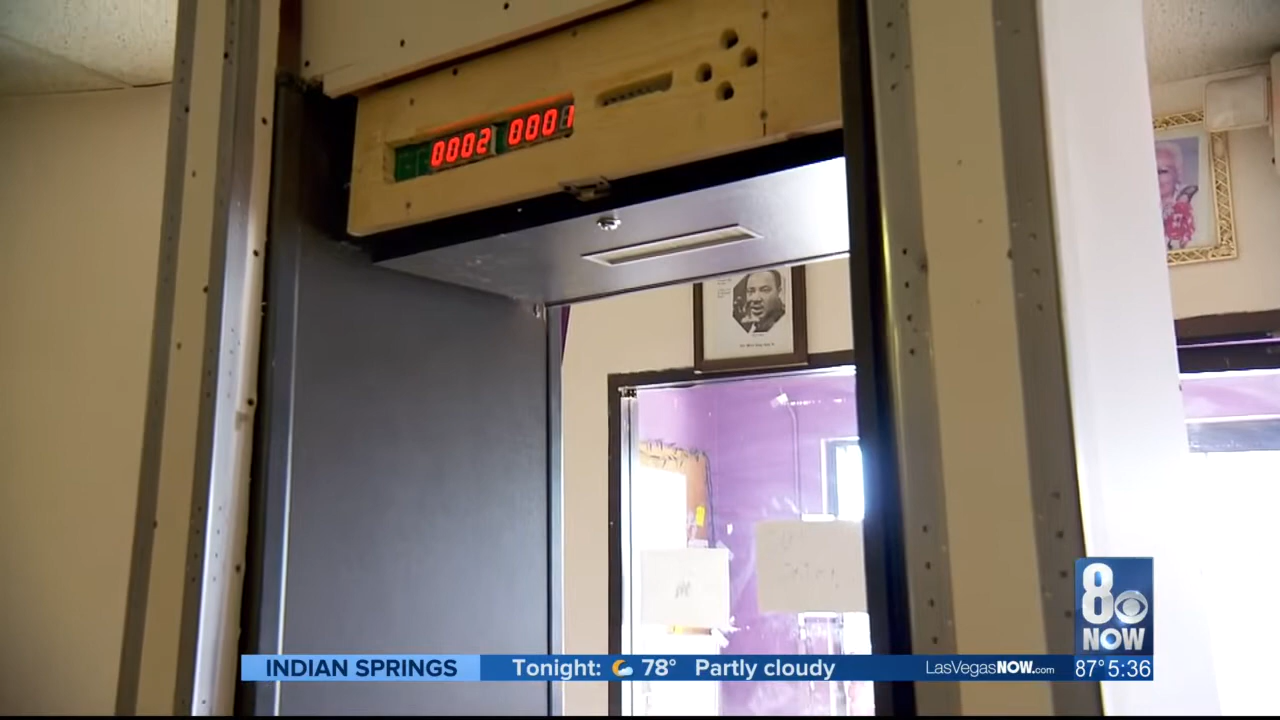 0002 0001
8
NOW
INDIAN SPRINGS
Tonight: 78° Partly cloudy
LasVegasNOW.com
87° 5:36